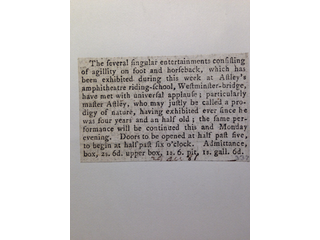 The ſeveral ſingular entertainments conſiſting
of agillity on foot and horſeback, which has
been exhibited during this week at Aſtley's
amphitheatre riding-ſchool, Weſtminſter-bridge,
have met with univerſal applauſe; particularly
maſter Aſtley, who may juſtly be called a pro-
digy of nature, having exhibited ever ſince he
was four years and an half old; the ſame per-
formance will be continued this and Monday
evening. Doors to be opened at half paſt five,
to begin at half paſt ſix o'clock. Admittance,
box, 2s. 6d. upper box, 1s. 6. pit, 1s. gall. 6d.